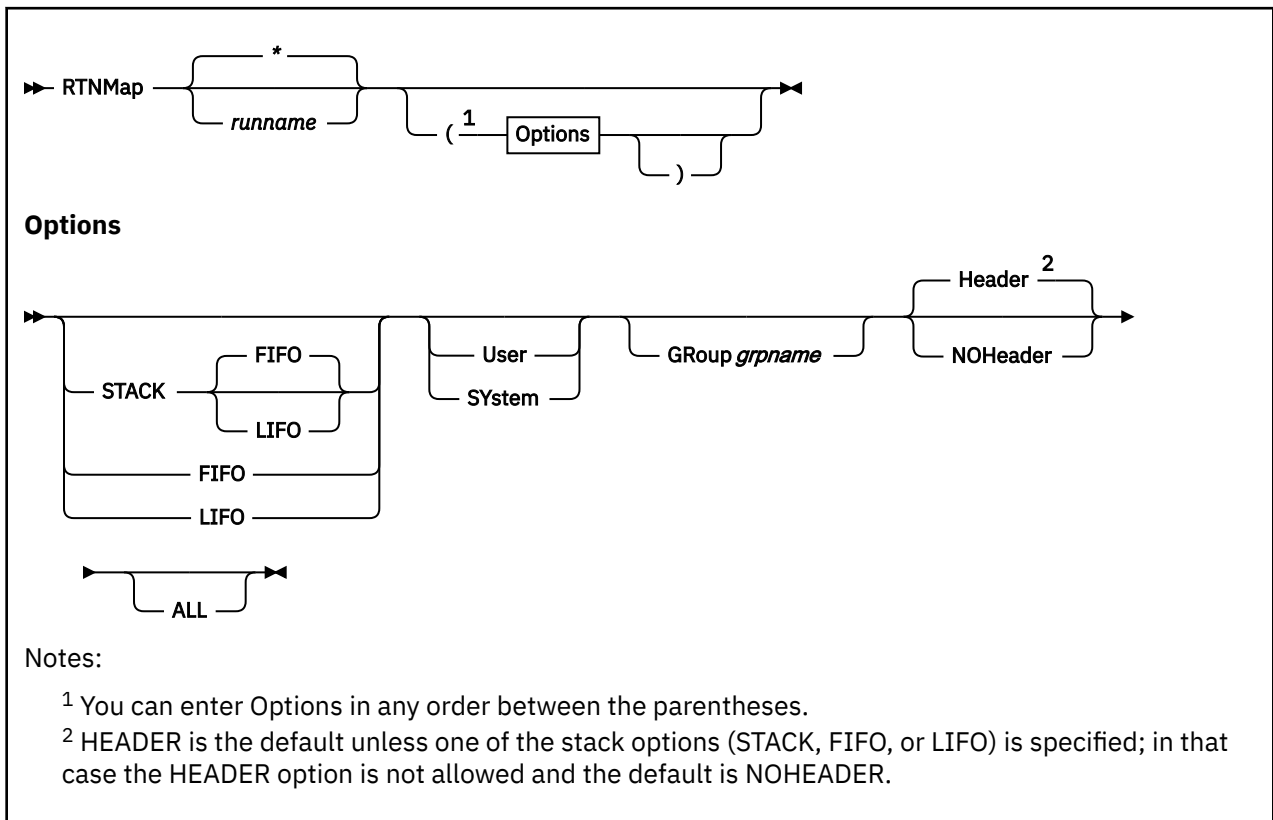 *
RTNMap
runname
( 1 Options
)
Options
Header 2
FIFO User GRoup grpname NOHeader
STACK SYstem
LIFO
FIFO
LIFO
ALL
Notes:
1 You can enter Options in any order between the parentheses.
2 HEADER is the default unless one of the stack options (STACK, FIFO, or LIFO) is specified; in that
case the HEADER option is not allowed and the default is NOHEADER.